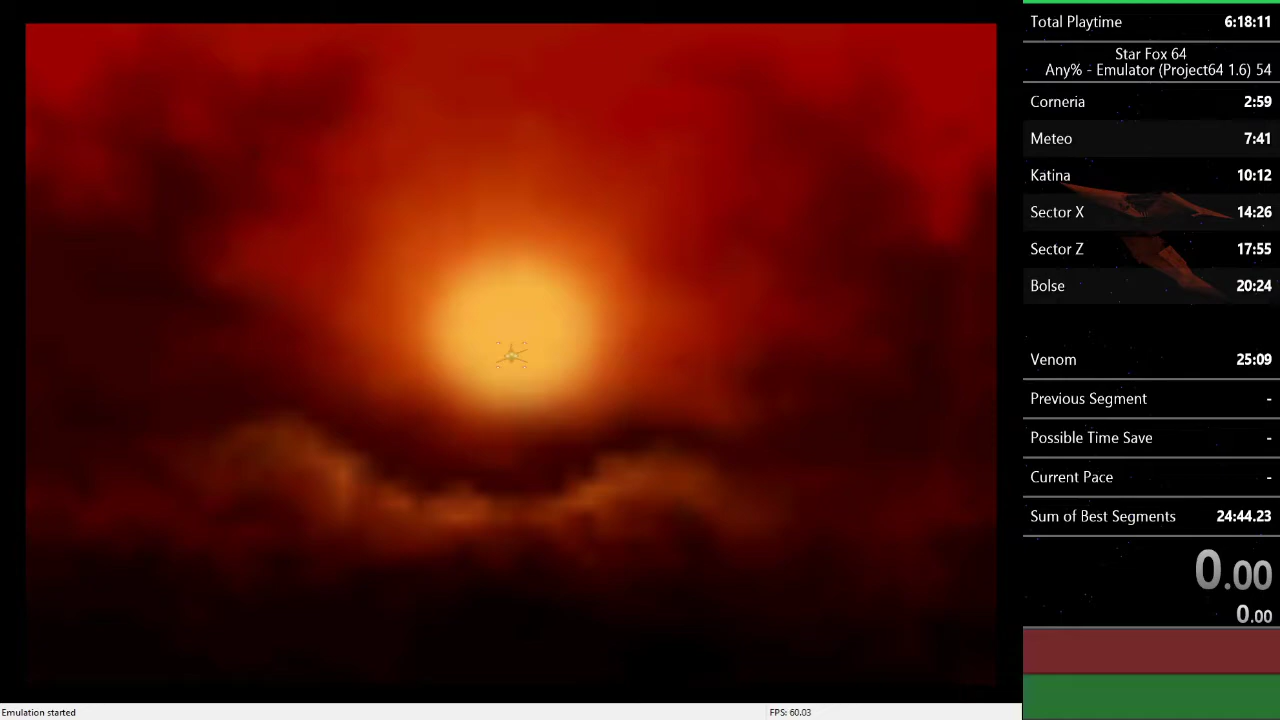 Total Playtime 6:18:11
Star Fox 64
Any% - Emulator (Project64 1.6) 54
Corneria 2:59
Meteo 7:41
Katina 10:12
Sector X 14:26
Sector Z 17:55
Bolse 20:24
Venom 25:09
Previous Segment -
Possible Time Save -
Current Pace -
Sum of Best Segments 24:44.23
0.00
0.00
Emulation started FPS: 60.03